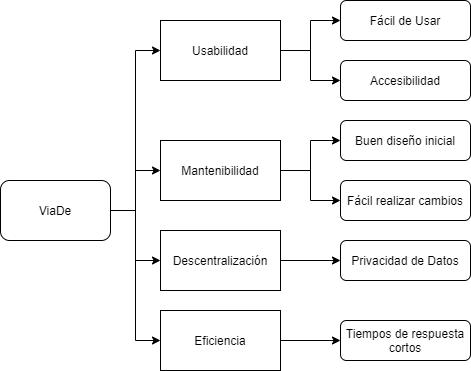 ViaDe
Usabilidad
Fácil de Usar
Accesibilidad
Mantenibilidad
Buen diseño inicial
Fácil realizar cambios
Descentralización
Privacidad de Datos
Eficiencia
Tiempos de respuesta
cortos